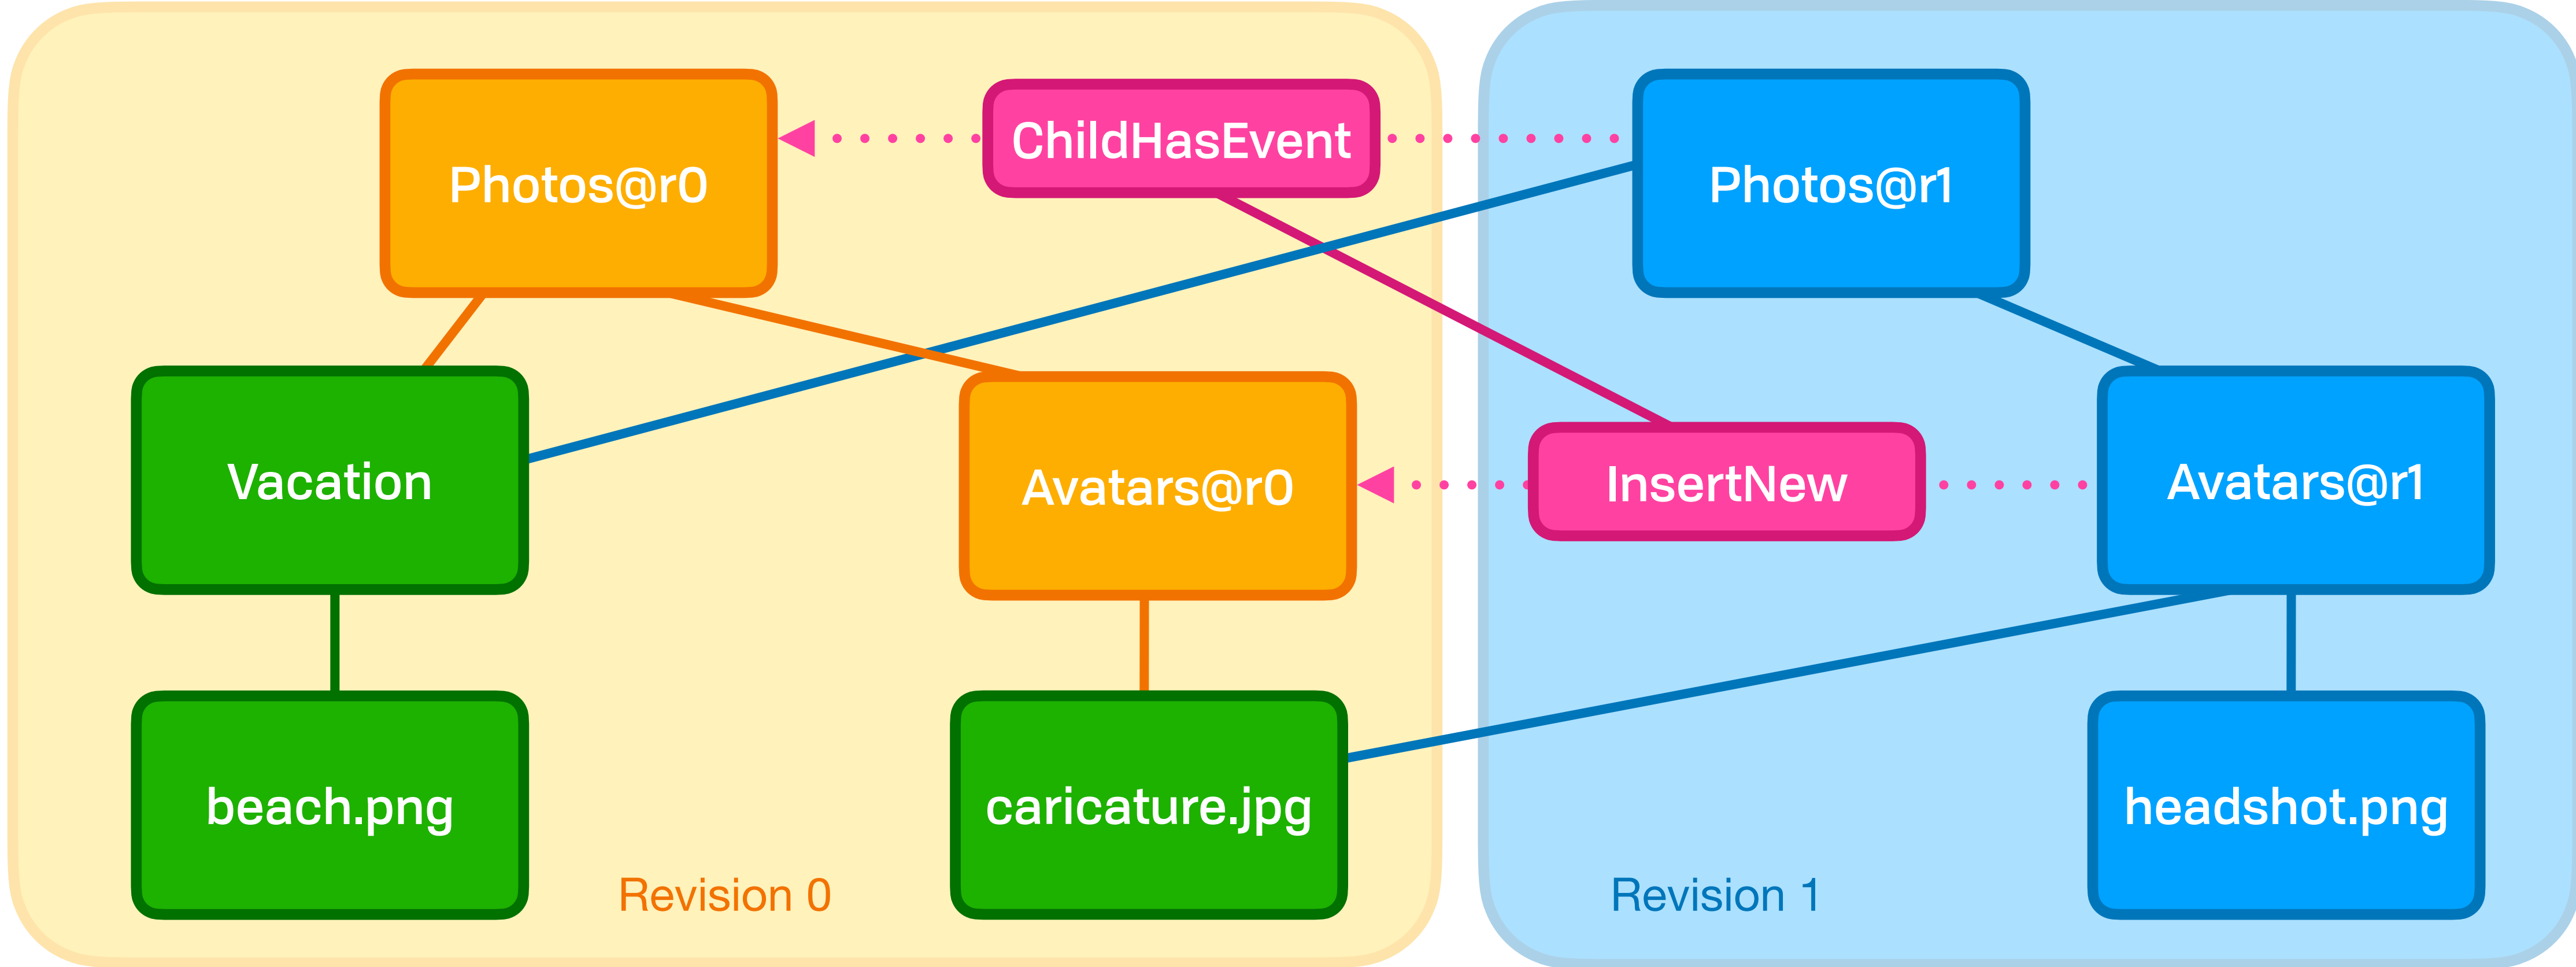 Photos@r0
ChildHasEvent
Photos@r1
Vacation
Avatars@r0
InsertNew
Avatars@r1
beach.png
caricature.jpg
headshot.png
Revision 0
Revision 1